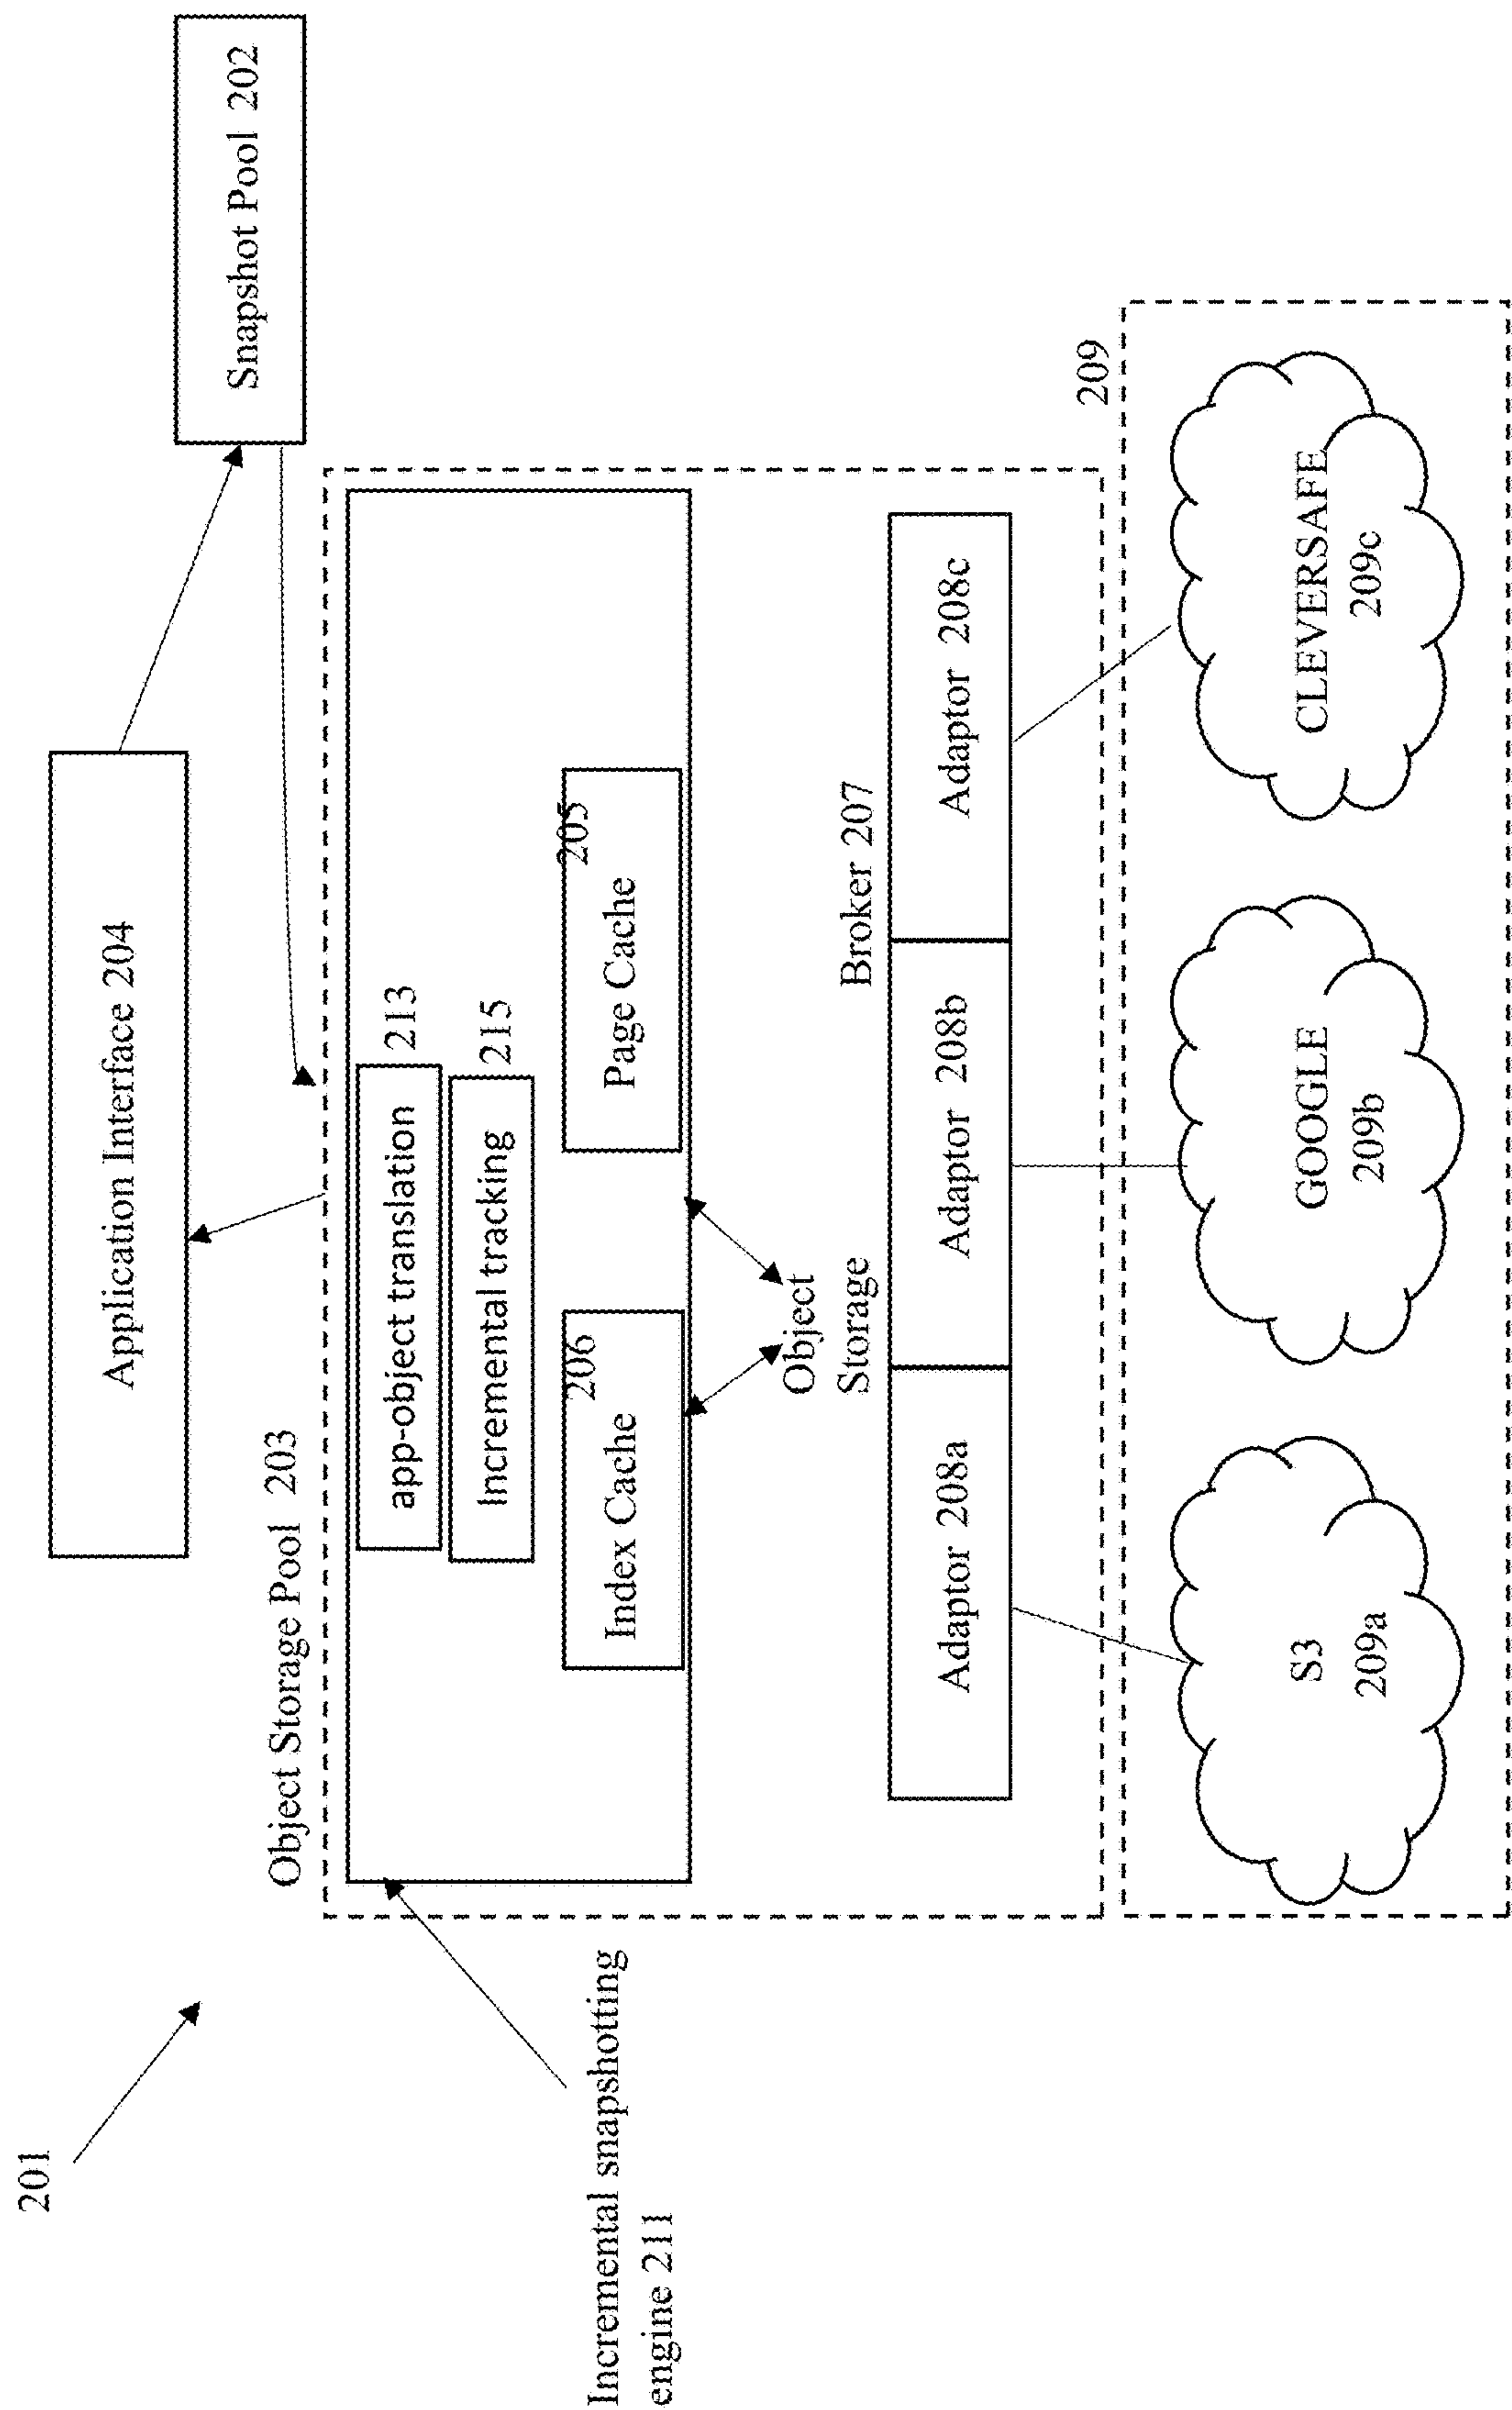 201
Application Interface 204
Snapshot Pool 202
Object Storage Pool 203
app-object translation
213
Incremental tracking
215
206
Index Cache
205
Page Cache
Incremental snapshotting
engine 211
Object
Storage
Broker 207
Adaptor 208a
Adaptor 208b
Adaptor 208c
209
S3
209a
GOOGLE
209b
CLEVERSAFE
209c